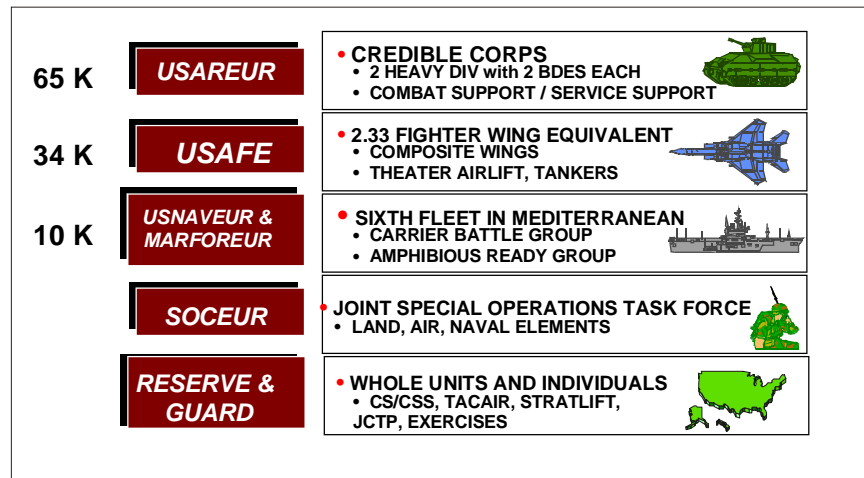 65 K
USAREUR
• CREDIBLE CORPS
• 2 HEAVY DIV with 2 BDES EACH
• COMBAT SUPPORT / SERVICE SUPPORT
34 K
USAFE
• 2.33 FIGHTER WING EQUIVALENT
• COMPOSITE WINGS
• THEATER AIRLIFT, TANKERS
10 K
USNAVEUR &
MARFOREUR
• SIXTH FLEET IN MEDITERRANEAN
• CARRIER BATTLE GROUP
• AMPHIBIOUS READY GROUP
SOCEUR
• JOINT SPECIAL OPERATIONS TASK FORCE
• LAND, AIR, NAVAL ELEMENTS
RESERVE &
GUARD
• WHOLE UNITS AND INDIVIDUALS
• CS/CSS, TACAIR, STRATLIFT,
JCTP, EXERCISES